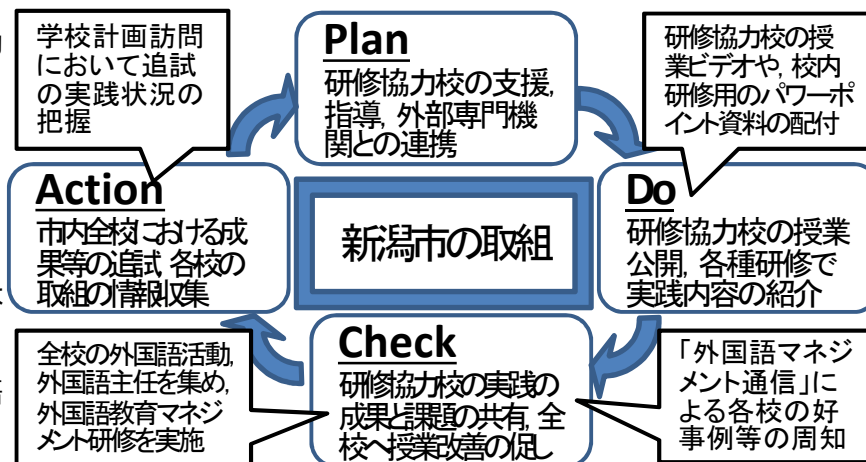 学校計画訪問
において追試
の実践状況の
把握
Plan
研修協力校の支援,
指導, 外部専門機
関との連携
研修協力校の授
業ビデオや, 校内
研修用のパワーポ
イント資料の配付
Action
市内全校における成
果等の追試 各校の
取組の情報収集
新潟市の取組
Do
研修協力校の授業
公開, 各種研修で
実践内容の紹介
全校の外国語活動,
外国語主任を集め,
外国語教育マネジ
メント研修を実施
Check
研修協力校の実践の
成果と課題の共有, 全
校へ授業改善の促し
「外国語マネジ
メント通信」に
よる各校の好
事例等の周知